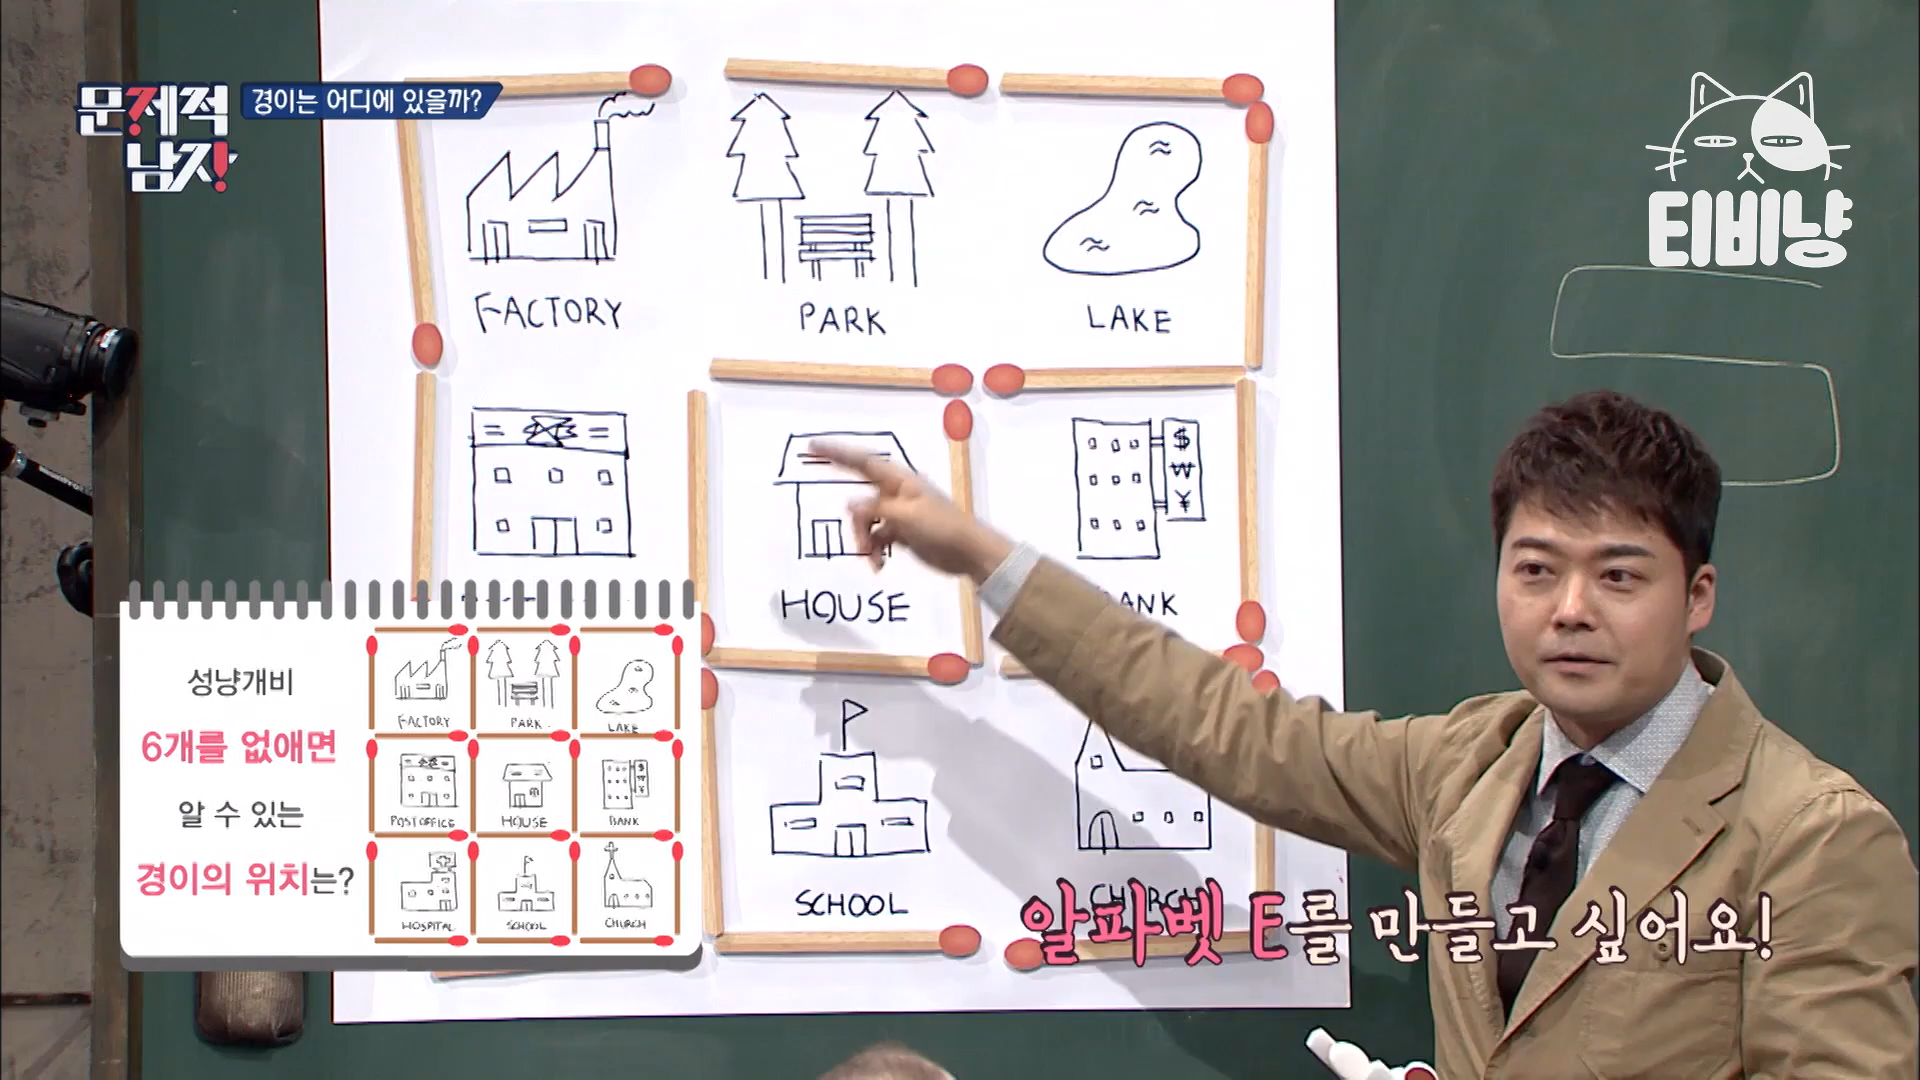 문제적
남자
경이는 어디에 있을까?
티비냥
FACTORY
PARK
LAKE
$
₩
¥
HOUSE
BANK
SCHOOL
CHURCH
성냥개비
6개를 없애면
알 수 있는
경이의 위치는?
FACTORY
PARK
LAKE
POST OFFICE
HOUSE
BANK
HOSPITAL
SCHOOL
CHURCH
알파벳 E를 만들고 싶어요!